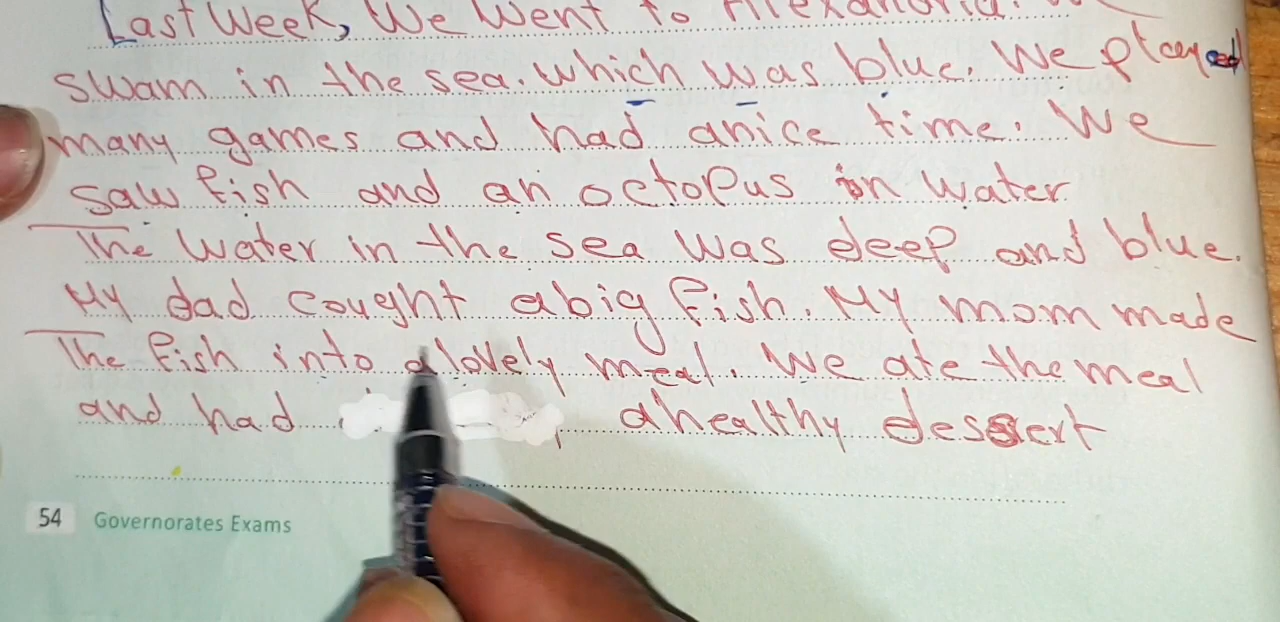 Last week, We Went to Alexandria. We
swam in the sea. which was blue. We played
many games and had anice time. We
saw fish and an octopus in water
The water in the sea was deep and blue.
My dad cought abig fish. My mom made
The fish into alovely meal. We ate the meal
and had ahealthy dessert
54 Governorates Exams